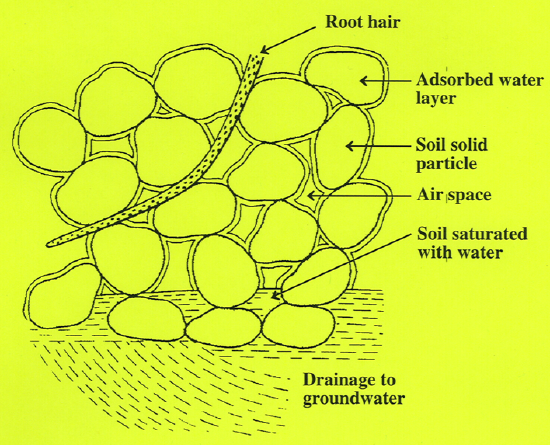 Root hair
Adsorbed water
layer
Soil solid
particle
Air space
Soil saturated
with water
Drainage to
groundwater